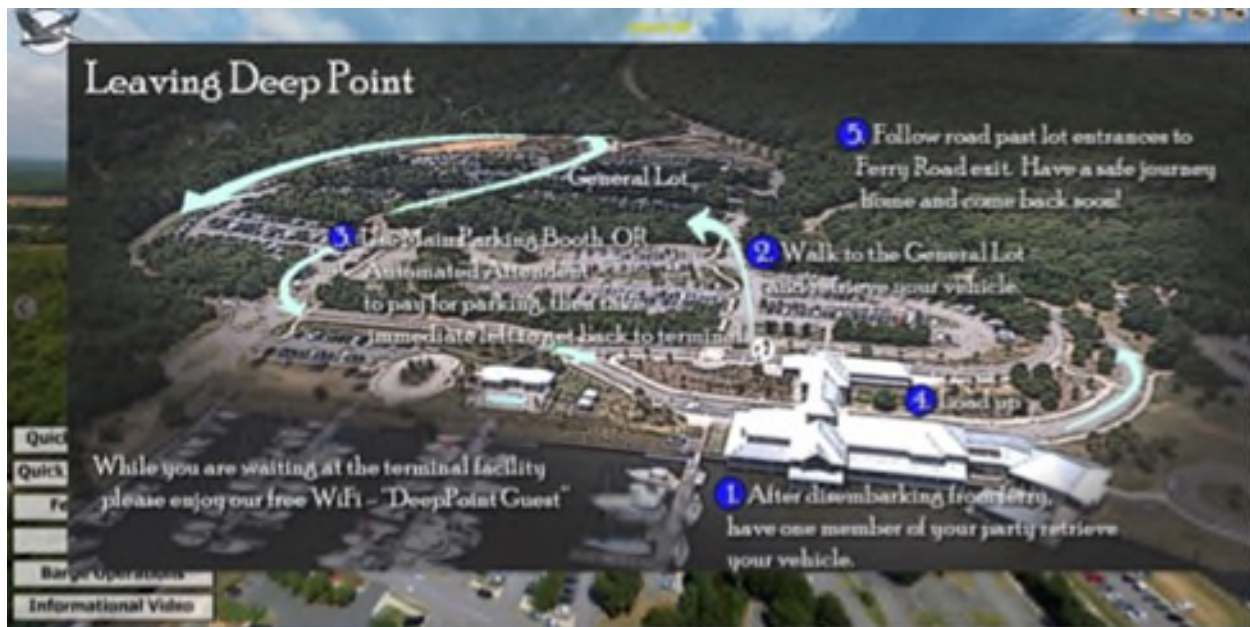 Leaving Deep Point
5. Follow road past lot entrances to
Ferry Road exit. Have a safe journey
home and come back soon!
General Lot
3. Use Main Parking Booth OR
Automated Attendent
to pay for parking, then take
immediate left to get back to terminal
2. Walk to the General Lot
and retrieve your vehicle
4. Load up
While you are waiting at the terminal facility
please enjoy our free WiFi - "DeepPoint Guest"
1. After disembarking from ferry,
have one member of your party retrieve
your vehicle.
Quick
Quick
Fe
Barge Operations
Informational Video